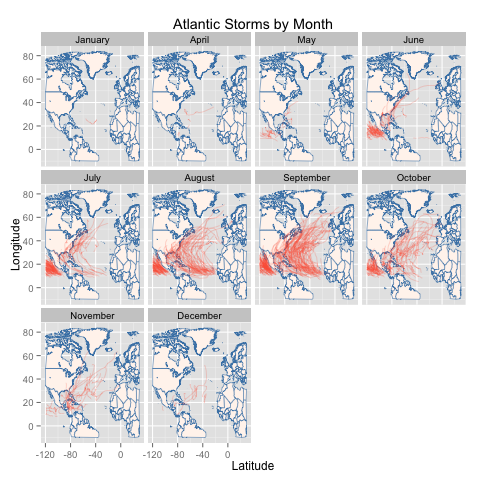 Atlantic Storms by Month
January April May June
80
60
40
20
0
July August September October
80
60
40
20
0
November December
80
60
40
20
0
-120 -80 -40 0 -120 -80 -40 0
Longitude
Latitude